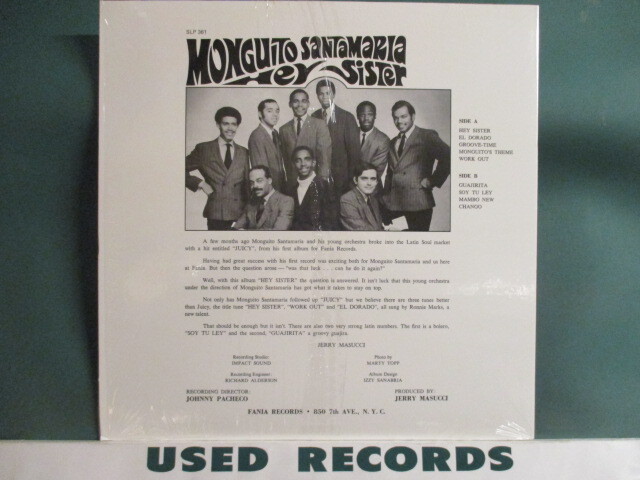 SLP 361
MONGUITO SANTAMARIA
HEY SISTER
SIDE A
HEY SISTER
EL DORADO
GROOVE-TIME
MONGUITO'S THEME
WORK OUT
SIDE B
GUAJIRITA
SOY TU LEY
MAMBO NEW
CHANGO
A few months ago Monguito Santamaria and his young orchestra broke into the Latin Soul market
with a hit entitled "JUICY", from his first album for Fania Records.
Having had great success with his first record was exciting both for Monguito Santamaria and us here
at Fania. But then the question arose — "was that luck . . . can he do it again?"
Well, with this album "HEY SISTER" the question is answered. It isn't luck that this young orchestra
under the direction of Monguito Santamaria has got what it takes to stay on top.
Not only has Monguito Santamaria followed up "JUICY" but we believe there are three tunes better
than Juicy, the title tune "HEY SISTER", "WORK OUT" and "EL DORADO", all sung by Ronnie Marks, a
new talent.
That should be enough but it isn't. There are also two very strong latin numbers. The first is a bolero,
"SOY TU LEY" and the second, "GUAJIRITA" a groovy guajira.
JERRY MASUCCI
Recording Studio:
IMPACT SOUND
Photo by
MARTY TOPP
Recording Engineer:
RICHARD ALDERSON
Album Design
IZZY SANABRIA
RECORDING DIRECTOR:
JOHNNY PACHECO
PRODUCED BY:
JERRY MASUCCI
FANIA RECORDS • 850 7th AVE., N. Y. C.
USED RECORDS